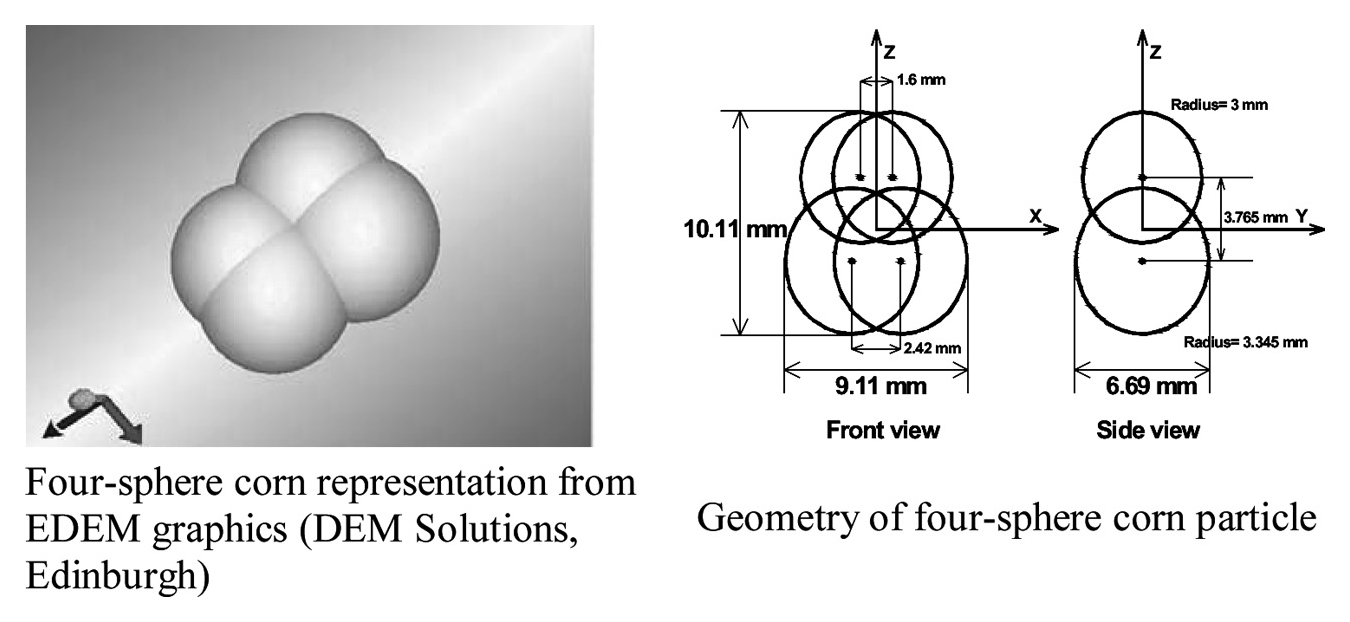 Z
1.6 mm
10.11 mm
X
2.42 mm
9.11 mm
Front view
Z
Radius= 3 mm
3.765 mm
Y
Radius= 3.345 mm
6.69 mm
Side view
Four-sphere corn representation from
EDEM graphics (DEM Solutions,
Edinburgh)
Geometry of four-sphere corn particle